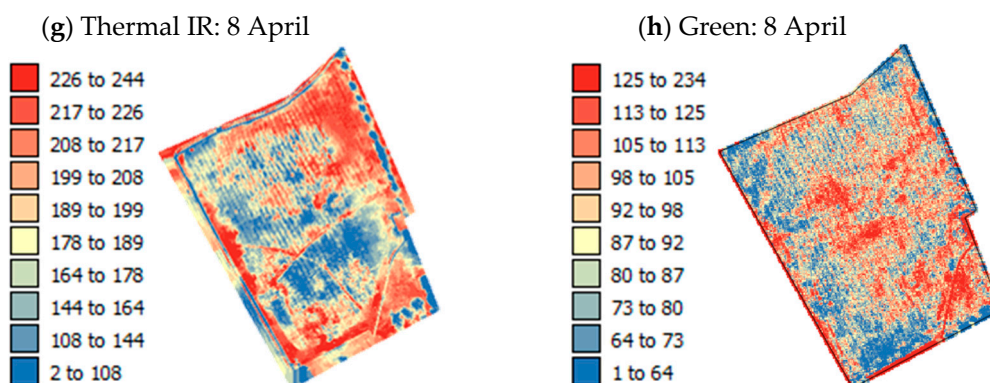 (g) Thermal IR: 8 April
226 to 244
217 to 226
208 to 217
199 to 208
189 to 199
178 to 189
164 to 178
144 to 164
108 to 144
2 to 108
(h) Green: 8 April
125 to 234
113 to 125
105 to 113
98 to 105
92 to 98
87 to 92
80 to 87
73 to 80
64 to 73
1 to 64